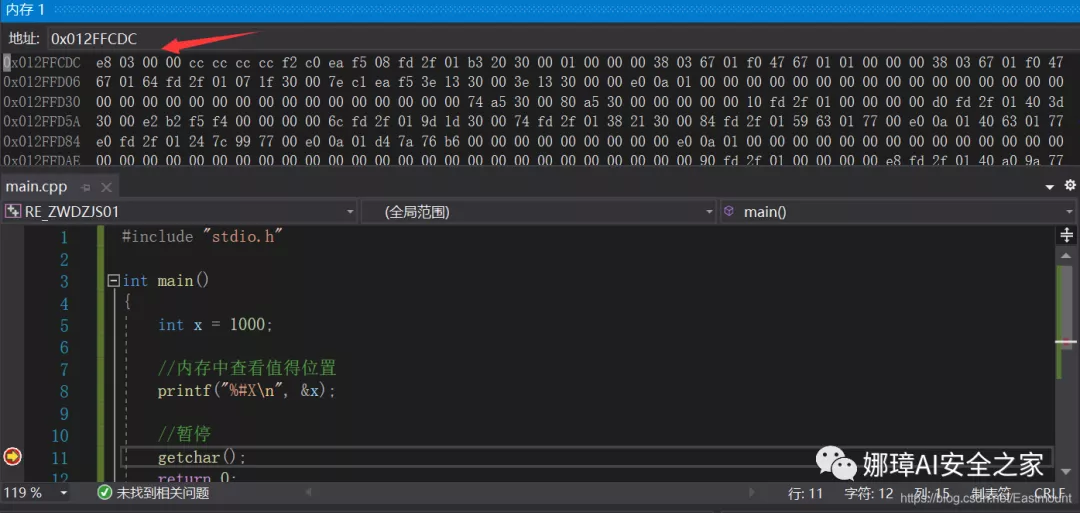 内存 1
地址: 0x012FFCDC
0x012FFCDC e8 03 00 00 cc cc cc cc f2 c0 ea f5 08 fd 2f 01 b3 20 30 00 01 00 00 00 38 03 67 01 f0 47 67 01 01 00 00 00 38 03 67 01 f0 47
0x012FFD06 67 01 64 fd 2f 01 07 1f 30 00 7e c1 ea f5 3e 13 30 00 3e 13 30 00 00 e0 0a 01 00 00 00 00 00 00 00 00 00 00 00 00 00 00 00 00
0x012FFD30 00 00 00 00 00 00 00 00 00 00 00 00 00 00 74 a5 30 00 80 a5 30 00 00 00 00 00 10 fd 2f 01 00 00 00 00 d0 fd 2f 01 40 3d
0x012FFD5A 30 00 e2 b2 f5 f4 00 00 00 00 6c fd 2f 01 9d 1d 30 00 74 fd 2f 01 38 21 30 00 84 fd 2f 01 59 63 01 77 00 e0 0a 01 40 63 01 77
0x012FFD84 e0 fd 2f 01 24 7c 99 77 00 e0 0a 01 d4 7a 76 b6 00 00 00 00 00 00 00 00 00 e0 0a 01 00 00 00 00 00 00 00 00 00 00 00 00 00 00
0x012FFDAE 00 00 00 00 00 00 00 00 00 00 00 00 00 00 00 00 00 00 00 00 00 00 00 00 00 00 90 fd 2f 01 00 00 00 00 e8 fd 2f 01 40 a0 9a 77
main.cpp
RE_ZWDZJS01 (全局范围) main()
1 #include "stdio.h"
2
3 int main()
4 {
5 int x = 1000;
6
7 //内存中查看值得位置
8 printf("%#X\n", &x);
9
10 //暂停
11 getchar();
12 return 0;
娜璋AI安全之家
119 % 未找到相关问题 行: 11 字符: 12 列: 15 制表符 CRLF
https://blog.csdn.net/Eastmount